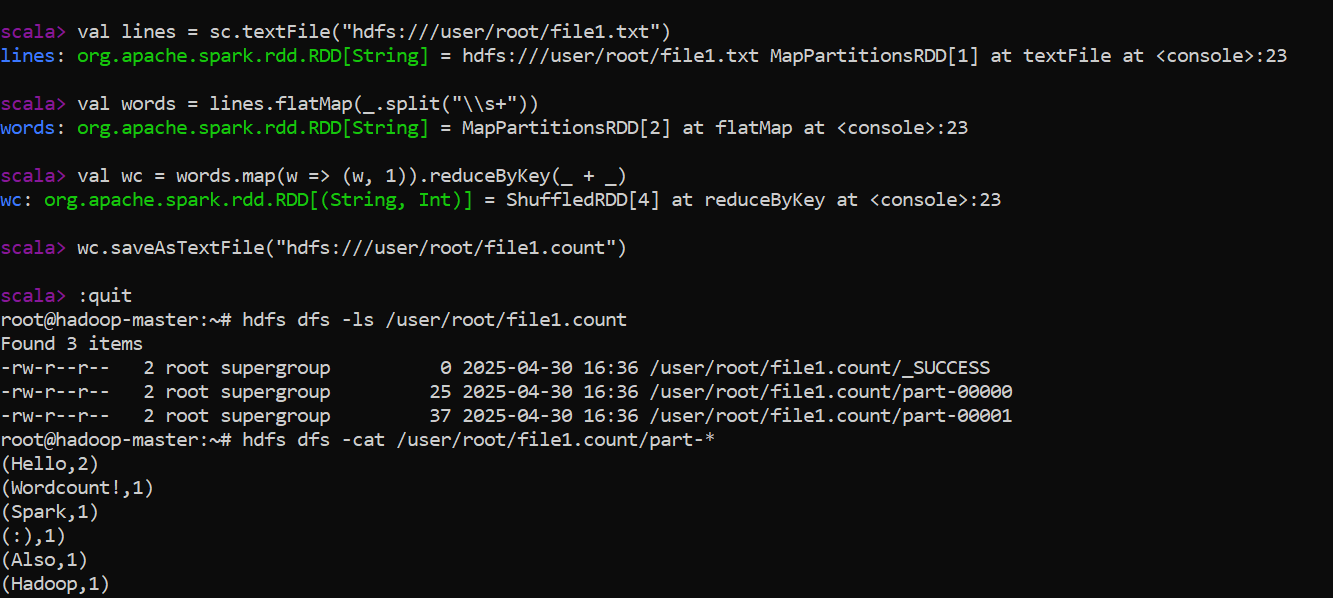 scala> val lines = sc.textFile("hdfs:///user/root/file1.txt")
lines: org.apache.spark.rdd.RDD[String] = hdfs:///user/root/file1.txt MapPartitionsRDD[1] at textFile at <console>:23
scala> val words = lines.flatMap(_.split("\\s+"))
words: org.apache.spark.rdd.RDD[String] = MapPartitionsRDD[2] at flatMap at <console>:23
scala> val wc = words.map(w => (w, 1)).reduceByKey(_ + _)
wc: org.apache.spark.rdd.RDD[(String, Int)] = ShuffledRDD[4] at reduceByKey at <console>:23
scala> wc.saveAsTextFile("hdfs:///user/root/file1.count")
scala> :quit
root@hadoop-master:~# hdfs dfs -ls /user/root/file1.count
Found 3 items
-rw-r--r--   2 root supergroup          0 2025-04-30 16:36 /user/root/file1.count/_SUCCESS
-rw-r--r--   2 root supergroup         25 2025-04-30 16:36 /user/root/file1.count/part-00000
-rw-r--r--   2 root supergroup         37 2025-04-30 16:36 /user/root/file1.count/part-00001
root@hadoop-master:~# hdfs dfs -cat /user/root/file1.count/part-*
(Hello,2)
(Wordcount!,1)
(Spark,1)
(:),1)
(Also,1)
(Hadoop,1)